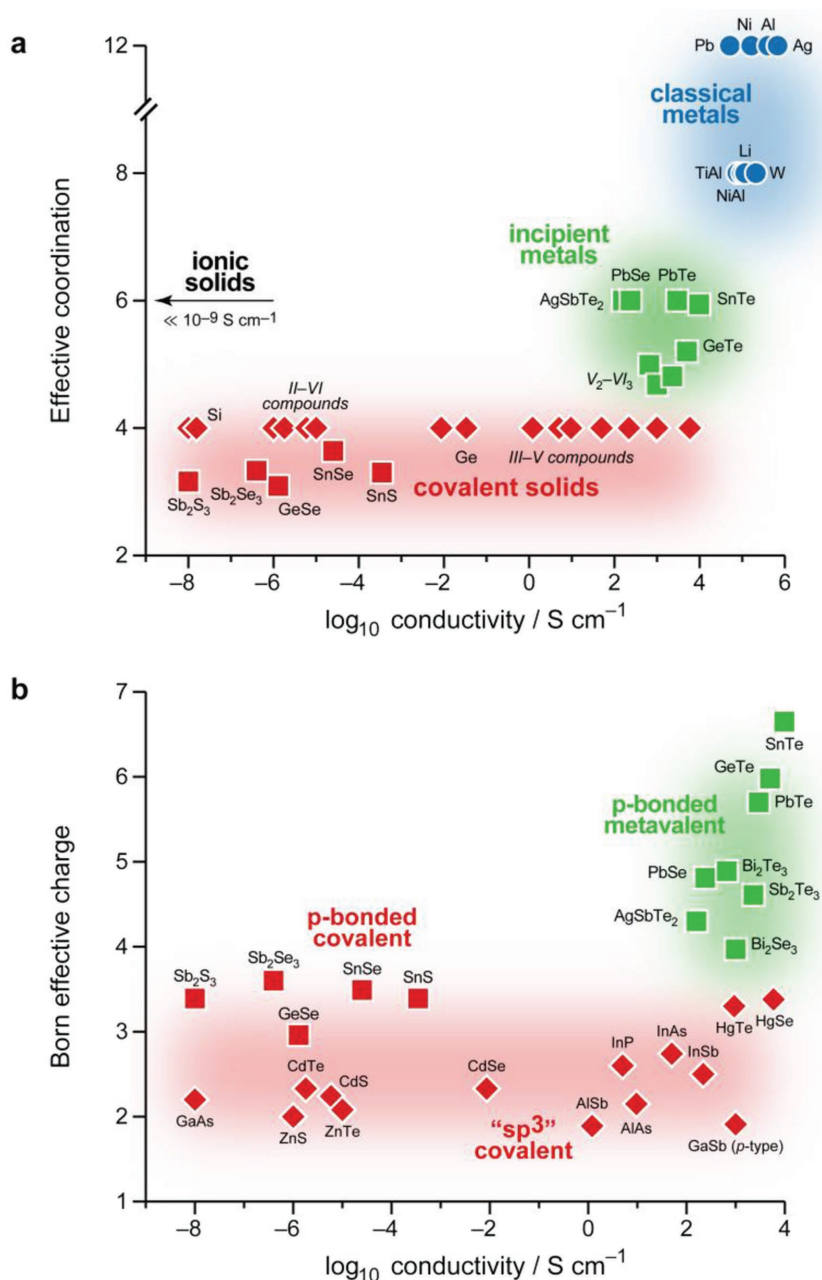 a
12
8
6
4
2
Effective coordination
Ni Al
Pb Ag
classical
metals
Li
TiAl W
NiAl
incipient
metals
PbSe PbTe
AgSbTe₂ SnTe
GeTe
V₂–VI₃
ionic
solids
≪ 10⁻⁹ S cm⁻¹
Si
II–VI
compounds
Ge
III–V compounds
SnSe
Sb₂S₃
Sb₂Se₃
GeSe
SnS
covalent solids
−8 −6 −4 −2 0 2 4 6
log₁₀ conductivity / S cm⁻¹
b
7
6
5
4
3
2
1
Born effective charge
SnTe
GeTe
PbTe
p-bonded
metavalent
PbSe
Bi₂Te₃
Sb₂Te₃
AgSbTe₂
Bi₂Se₃
p-bonded
covalent
Sb₂S₃
Sb₂Se₃
SnSe
SnS
GeSe
HgTe
HgSe
InP
InAs
InSb
CdTe
CdS
CdSe
GaAs
ZnS
ZnTe
AlSb
AlAs
GaSb (p-type)
“sp³”
covalent
−8 −6 −4 −2 0 2 4
log₁₀ conductivity / S cm⁻¹